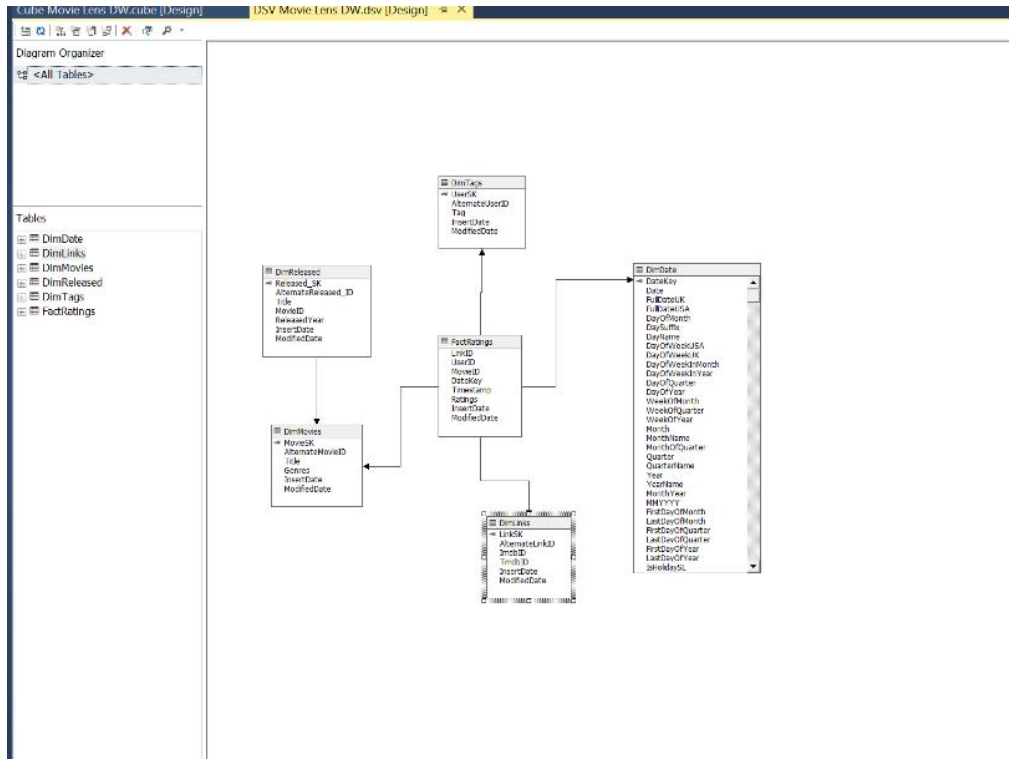 Cube Movie Lens DW.cube [Design]
DSV Movie Lens DW.dsv [Design]
Diagram Organizer
<All Tables>
Tables
DimDate
DimLinks
DimMovies
DimReleased
DimTags
FactRatings
DimTags
UserSK
AlternateUserID
Tag
InsertDate
ModifiedDate
DimReleased
Released_SK
AlternateReleased_ID
Title
MovieID
ReleasedYear
InsertDate
ModifiedDate
FactRatings
LinkID
UserID
MovieID
DateKey
Timestamp
Ratings
InsertDate
ModifiedDate
DimMovies
MovieSK
AlternateMovieID
Title
Genres
InsertDate
ModifiedDate
DimLinks
LinkSK
AlternateLinkID
ImdbID
TmdbID
InsertDate
ModifiedDate
DimDate
DateKey
Date
FullDateUK
FullDateUSA
DayOfMonth
DaySuffix
DayName
DayOfWeekUSA
DayOfWeekUK
DayOfWeekInMonth
DayOfWeekInYear
DayOfQuarter
DayOfYear
WeekOfMonth
WeekOfQuarter
WeekOfYear
Month
MonthName
MonthOfQuarter
Quarter
QuarterName
Year
YearName
MonthYear
MMYYYY
FirstDayOfMonth
LastDayOfMonth
FirstDayOfQuarter
LastDayOfQuarter
FirstDayOfYear
LastDayOfYear
IsHolidaySL